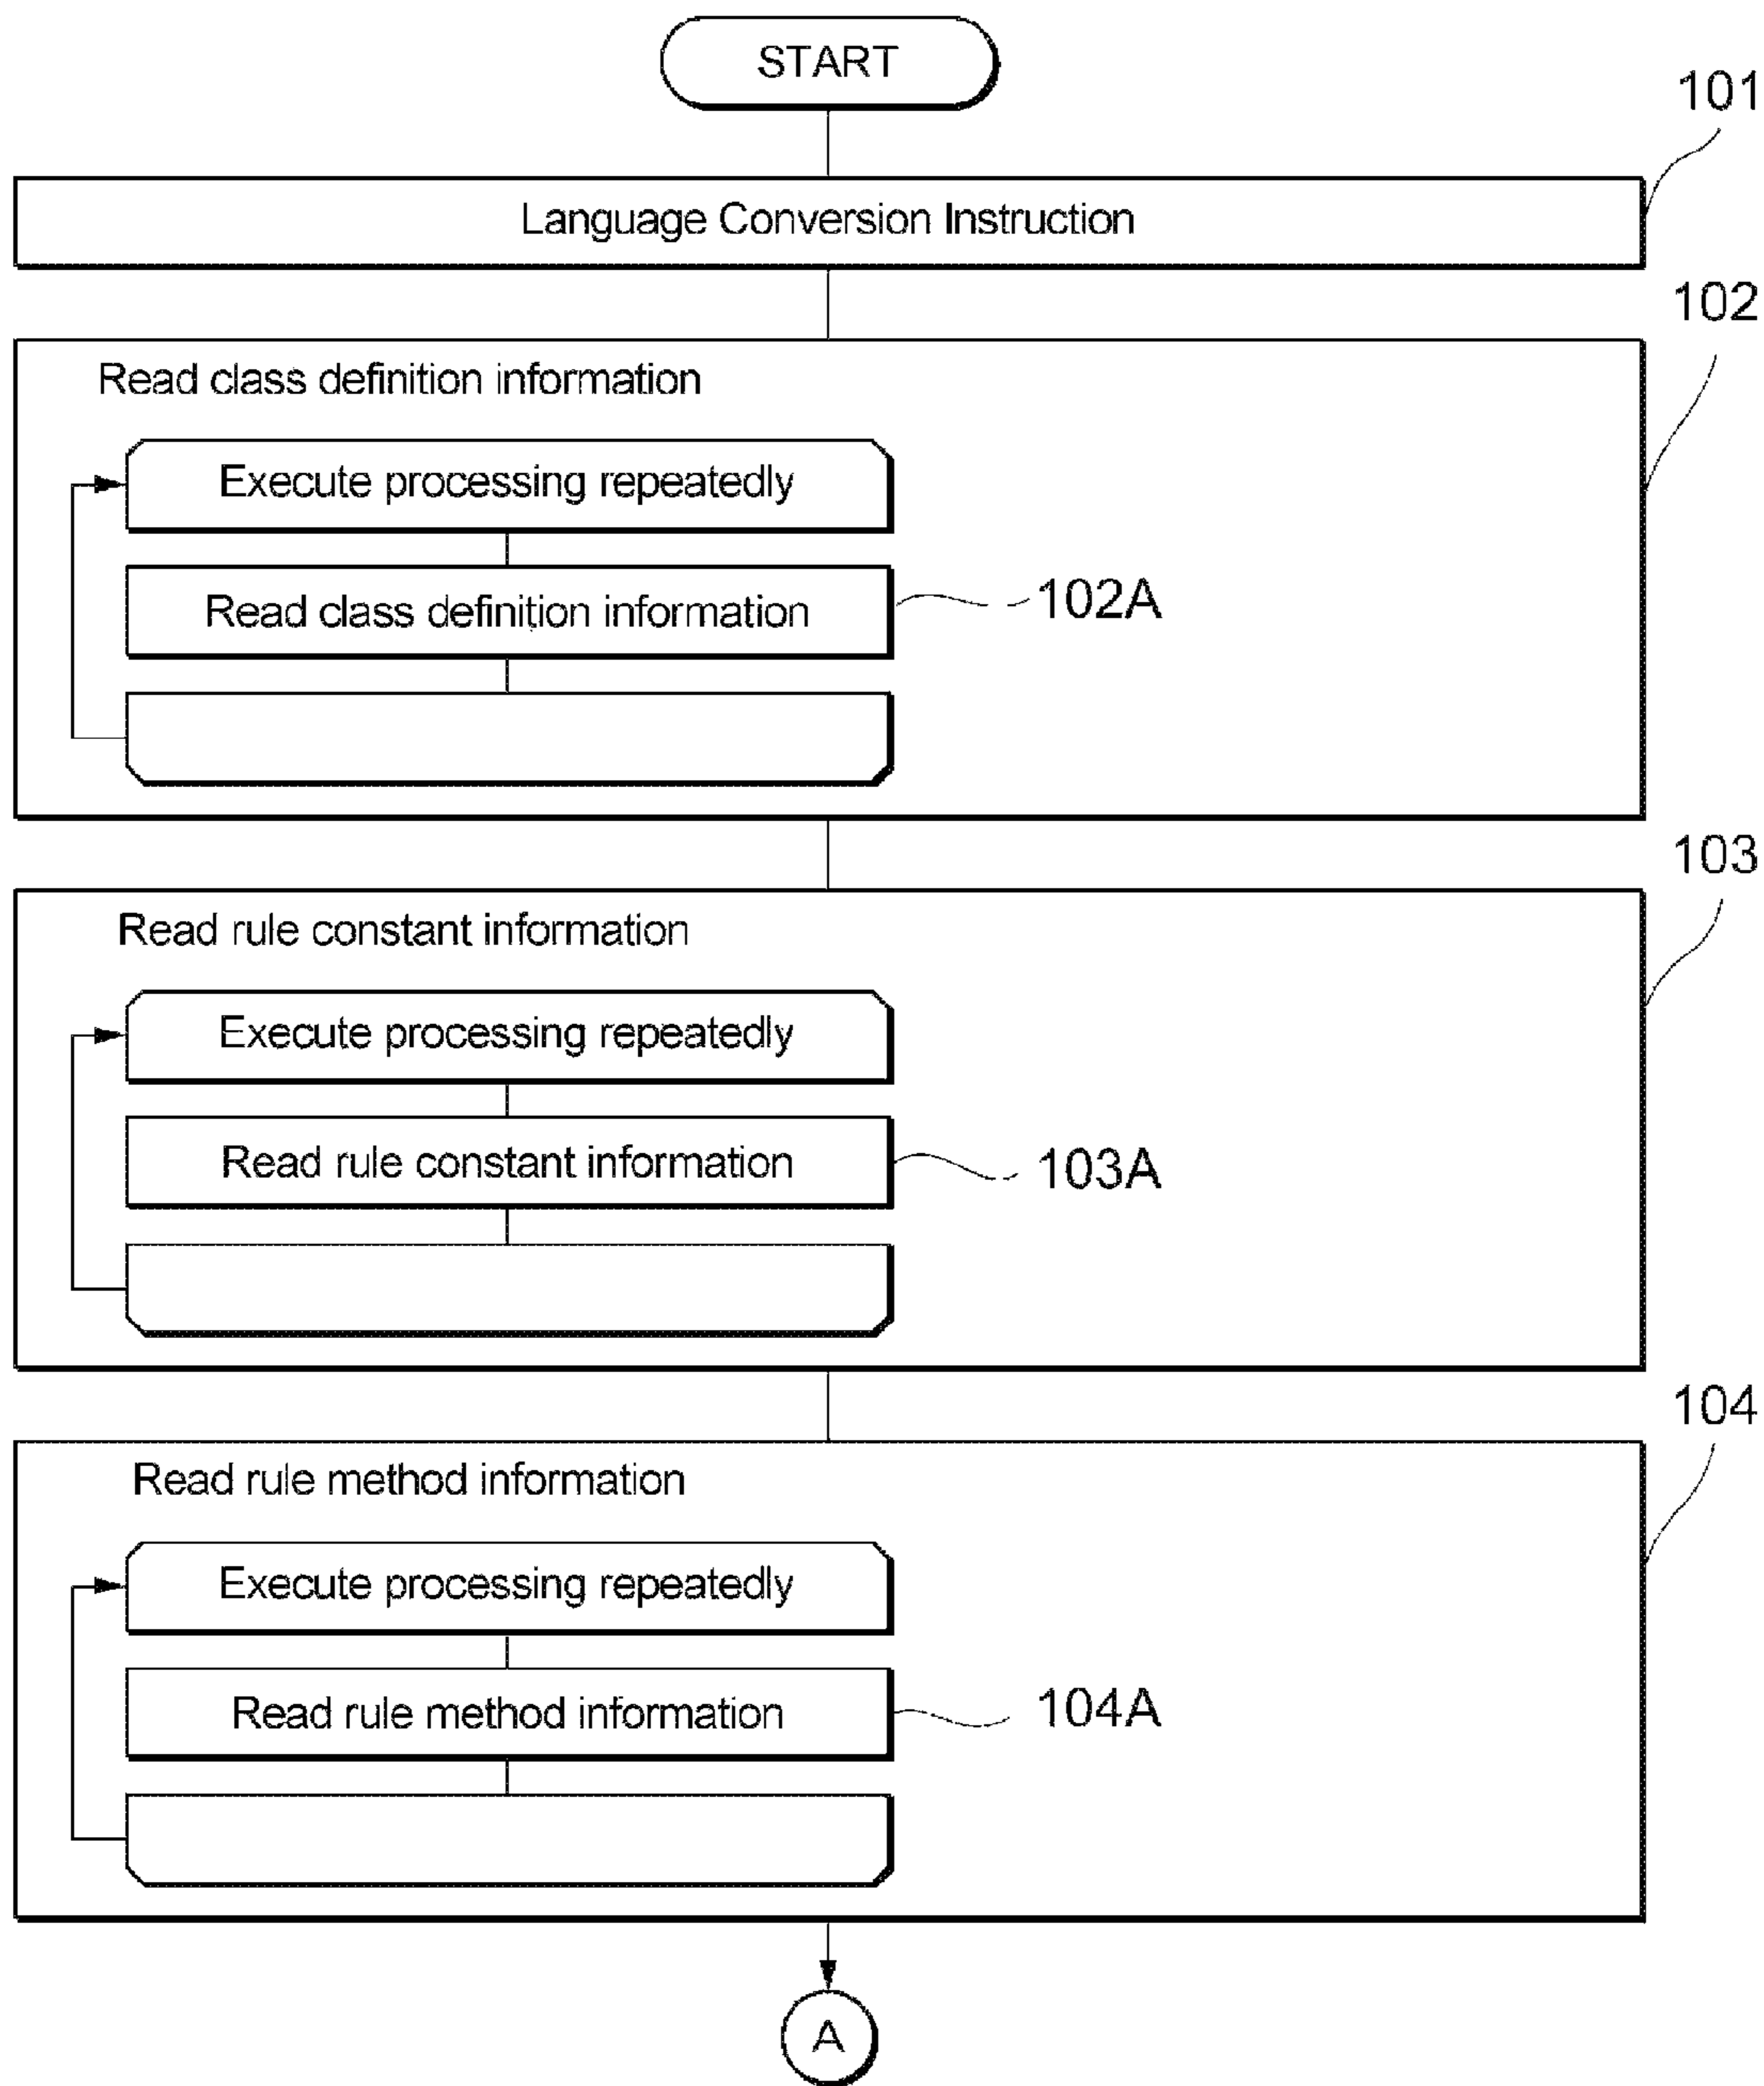 START
101
Language Conversion Instruction
102
Read class definition information
Execute processing repeatedly
Read class definition information
102A
103
Read rule constant information
Execute processing repeatedly
Read rule constant information
103A
104
Read rule method information
Execute processing repeatedly
Read rule method information
104A
A